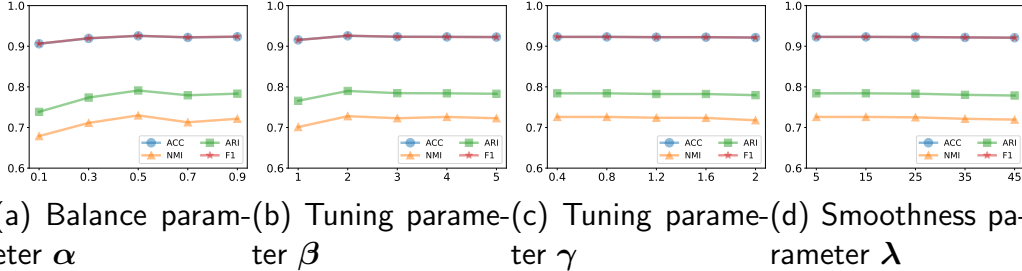 1.0
0.9
0.8
0.7
0.6
ACC
NMI
ARI
F1
0.1 0.3 0.5 0.7 0.9
1.0
0.9
0.8
0.7
0.6
ACC
NMI
ARI
F1
1 2 3 4 5
1.0
0.9
0.8
0.7
0.6
ACC
NMI
ARI
F1
0.4 0.8 1.2 1.6 2
1.0
0.9
0.8
0.7
0.6
ACC
NMI
ARI
F1
5 15 25 35 45
(a) Balance param-
eter α
(b) Tuning parame-
ter β
(c) Tuning parame-
ter γ
(d) Smoothness pa-
rameter λ